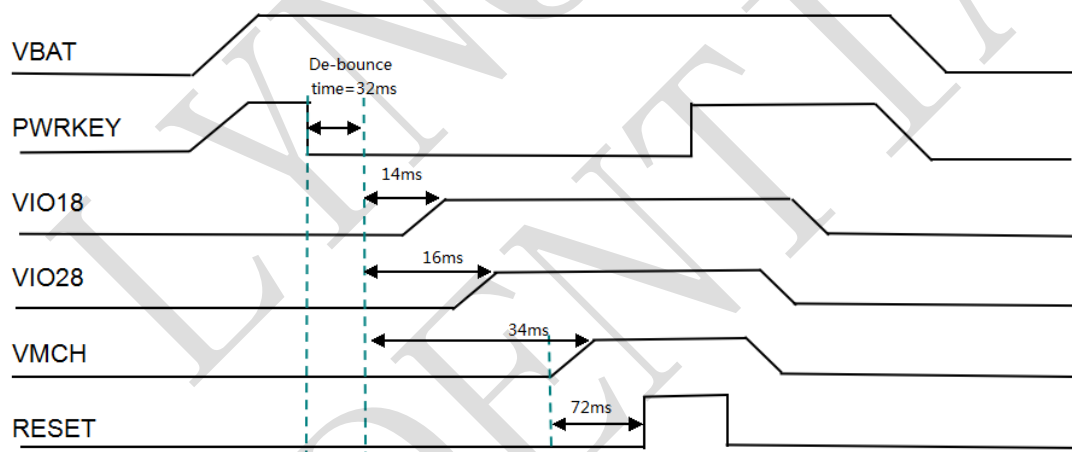 VBAT
De-bounce
time=32ms
PWRKEY
14ms
VIO18
16ms
VIO28
34ms
VMCH
72ms
RESET